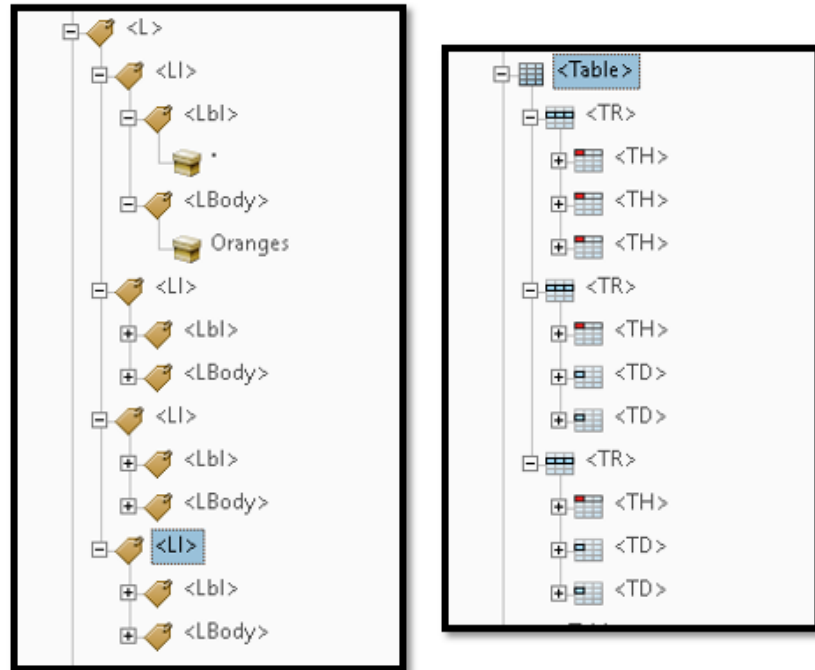 <L>
<LI>
<Lbl>
*
<LBody>
Oranges
<LI>
<Lbl>
<LBody>
<LI>
<Lbl>
<LBody>
<LI>
<Lbl>
<LBody>
<Table>
<TR>
<TH>
<TH>
<TH>
<TR>
<TH>
<TD>
<TD>
<TR>
<TH>
<TD>
<TD>